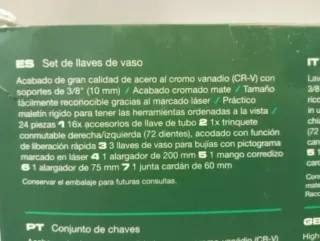 ES Set de llaves de vaso
Acabado de gran calidad de acero al cromo vanadio (CR-V) con
soportes de 3/8" (10 mm) / Acabado cromado mate / Tamaño
fácilmente reconocible gracias al marcado láser / Práctico
maletín rígido para tener las herramientas ordenadas a la vista /
24 piezas 1 16x accesorios de llave de tubo 2 1x trinquete
conmutable derecha/izquierda (72 dientes), acodado con función
de liberación rápida 3 3 llaves para bujías con pictograma
marcado en láser 4 1 alargador de 200 mm 5 1 mango corredizo
6 1 alargador de 75 mm 7 1 junta cardán de 60 mm
Conservar el embalaje para futuras consultas.
PT Conjunto de chaves
IT
Law
3/8"
GB
High